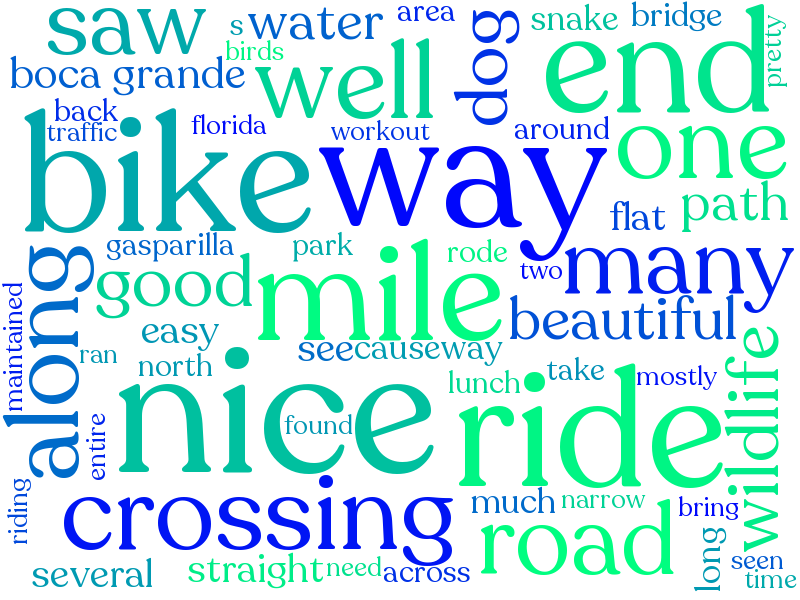 saw
s
water
area
dog
snake
bridge
pretty
birds
boca grande
well
end
back
traffic
florida
workout
around
one
bike
way
flat
path
along
gasparilla
park
rode
two
many
good
mile
beautiful
maintained
easy
see
causeway
ran
north
nice
lunch
take
mostly
wildlife
found
ride
entire
riding
crossing
much
narrow
bring
road
long
several
straight
need
across
seen
time